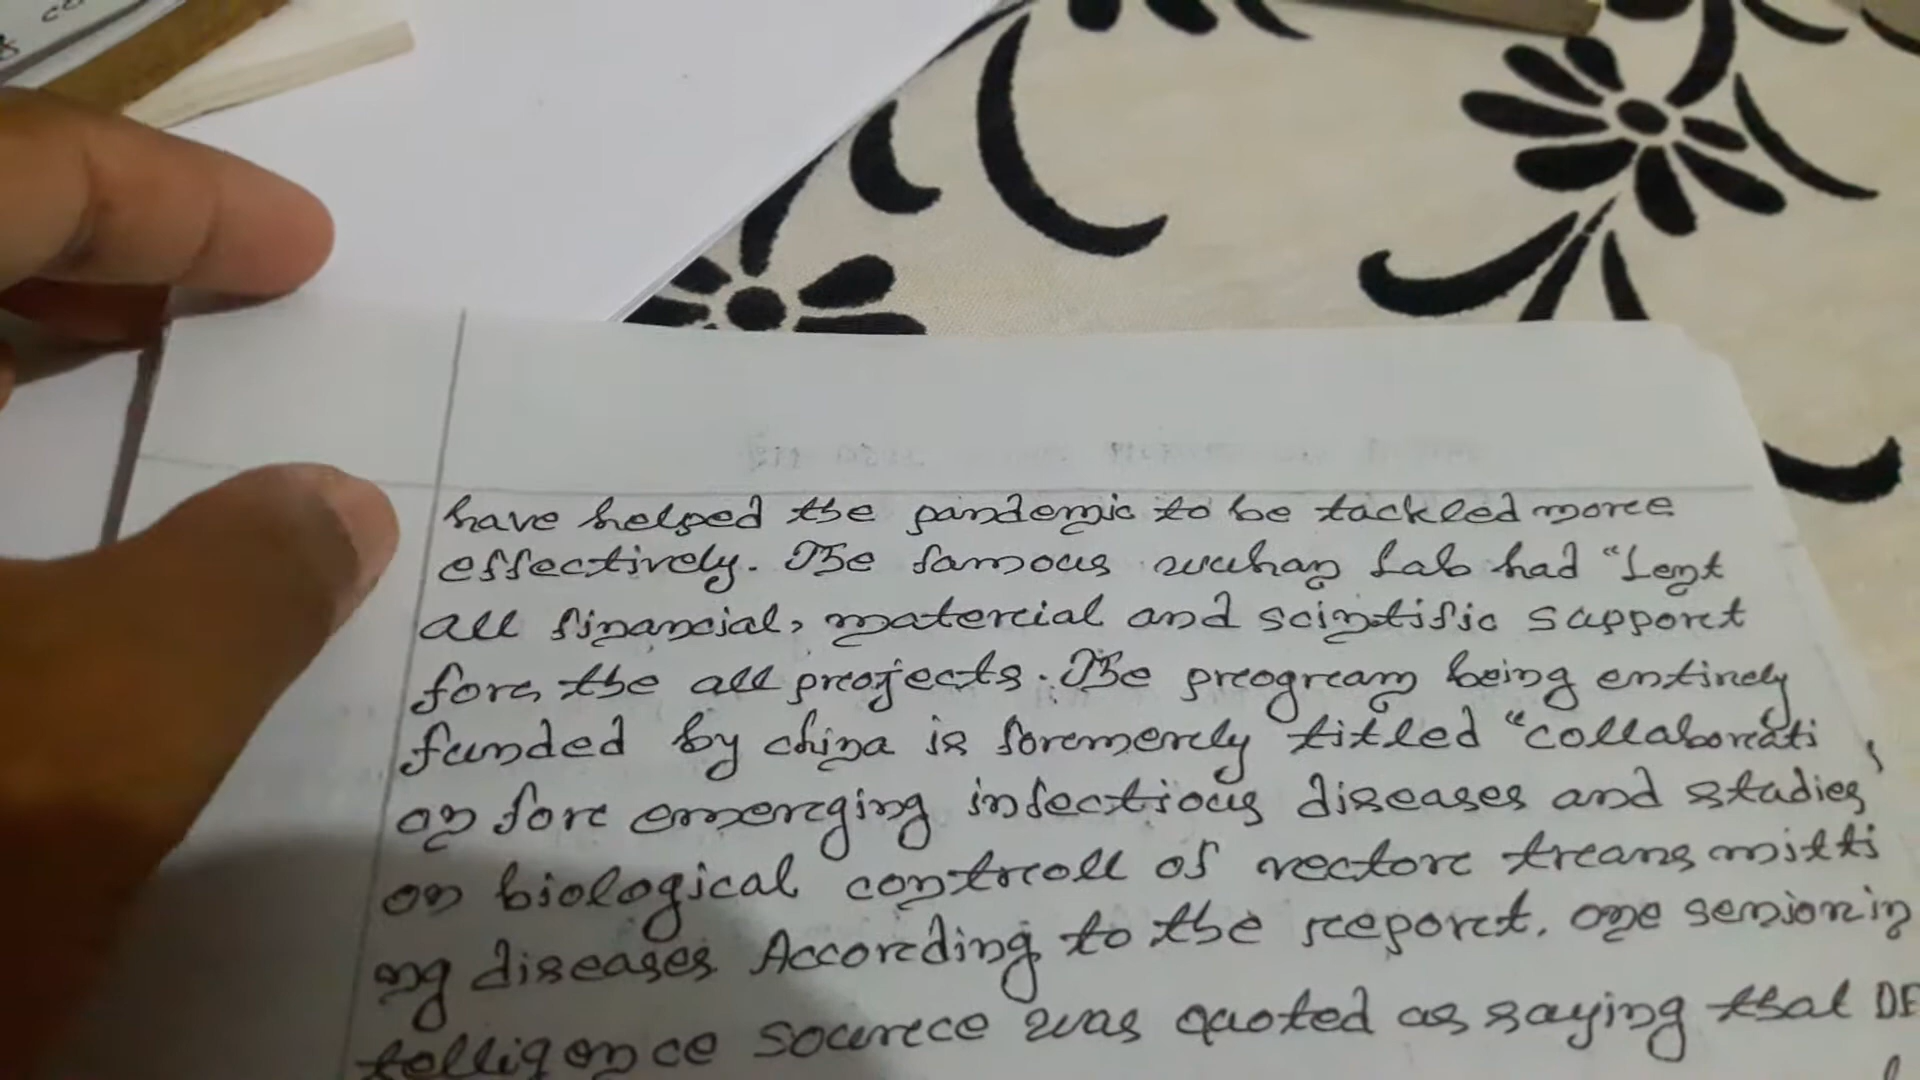 have helped the pandemic to be tackled more
effectively. The famous wuhan Lab had "Lent
all financial, material and scintific support
for the all projects. The program being entirely
funded by china is formerly titled "collaborati
on for emerging infectious diseases and studies
on biological controll of vector transmitti
ng diseases According to the report. one senior in
telligence source was quoted as saying that